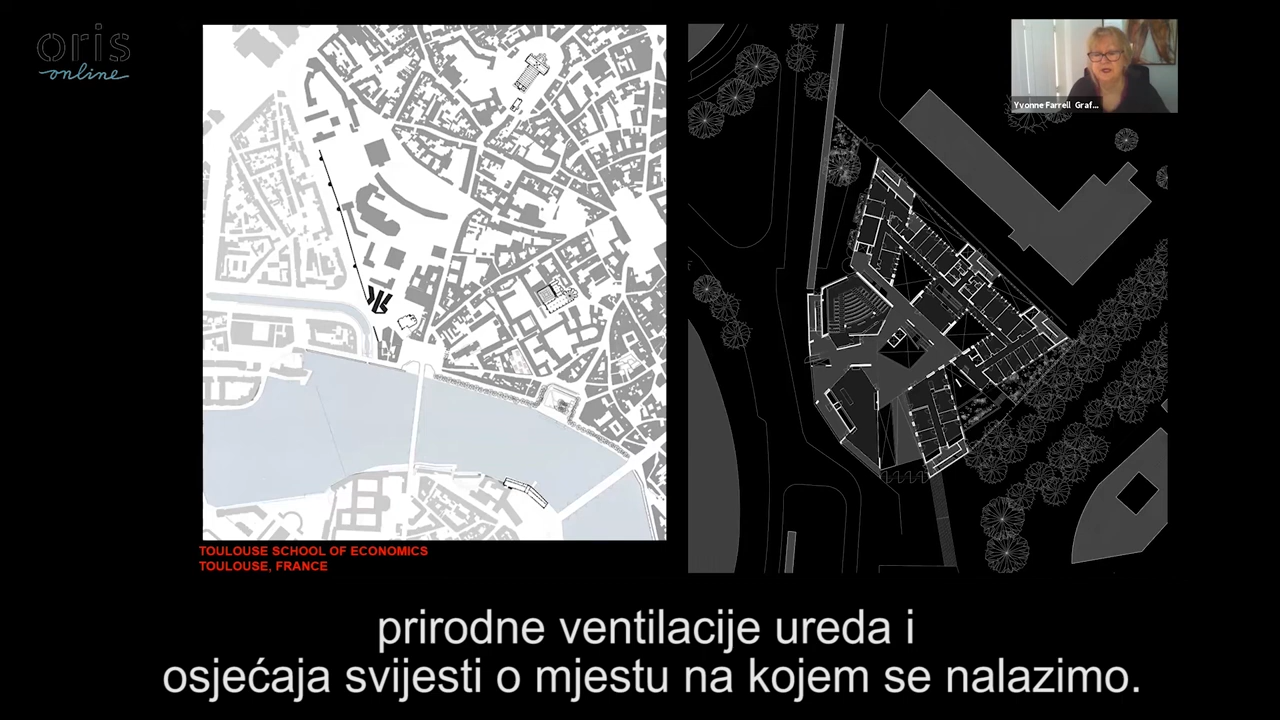 oris
online
Yvonne Farrell Graf...
TOULOUSE SCHOOL OF ECONOMICS
TOULOUSE, FRANCE
prirodne ventilacije ureda i
osjećaja svijesti o mjestu na kojem se nalazimo.